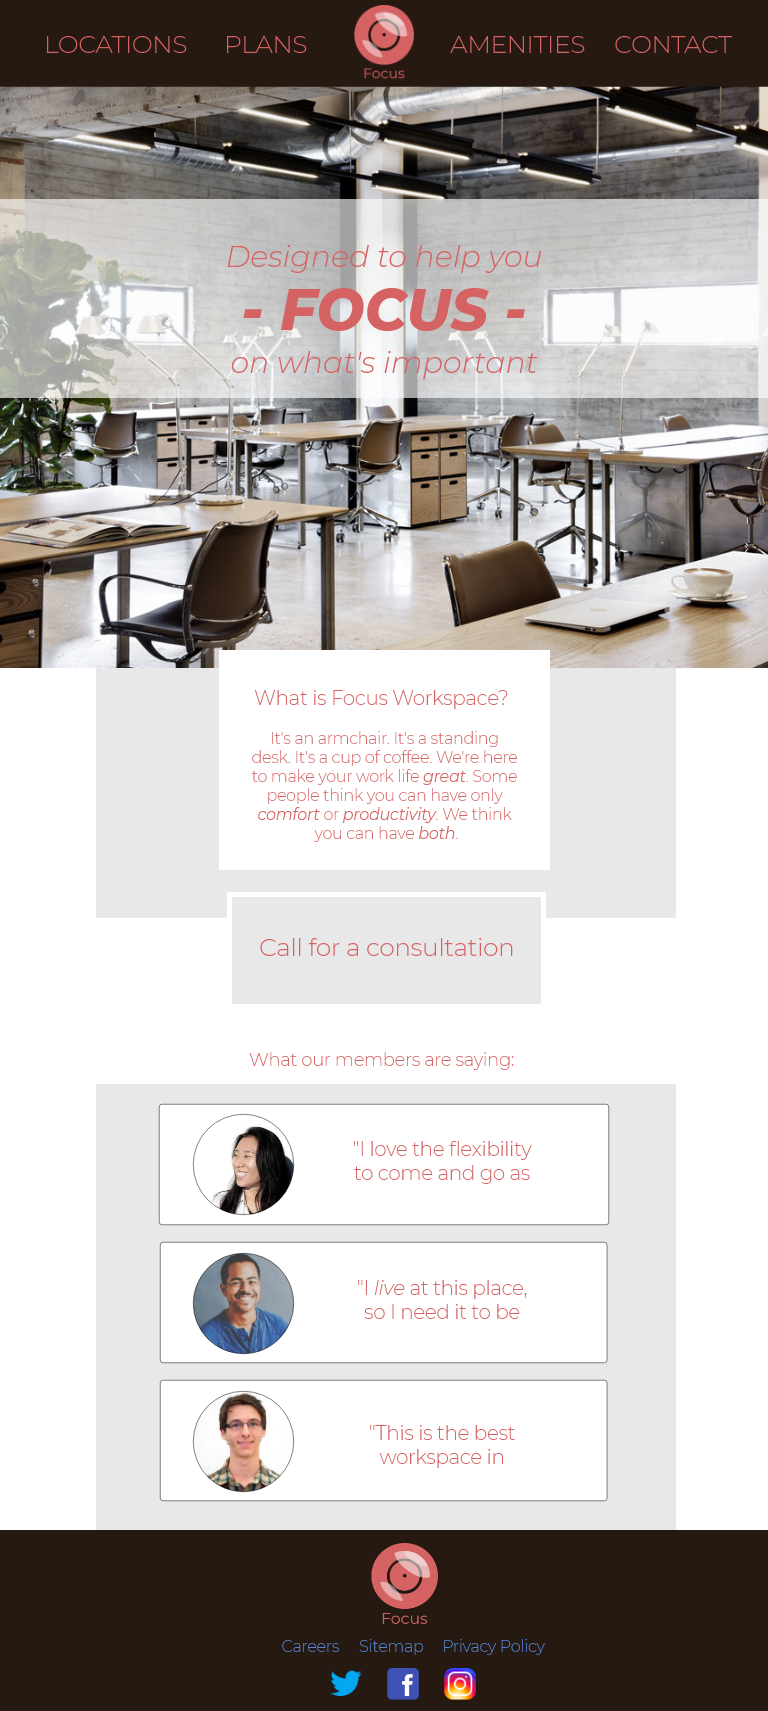 LOCATIONS PLANS AMENITIES CONTACT
Focus
Designed to help you
- FOCUS -
on what's important
What is Focus Workspace?
It's an armchair. It's a standing
desk. It's a cup of coffee. We're here
to make your work life great. Some
people think you can have only
comfort or productivity. We think
you can have both.
Call for a consultation
What our members are saying:
"I love the flexibility
to come and go as
"I live at this place,
so I need it to be
"This is the best
workspace in
Focus
Careers Sitemap Privacy Policy